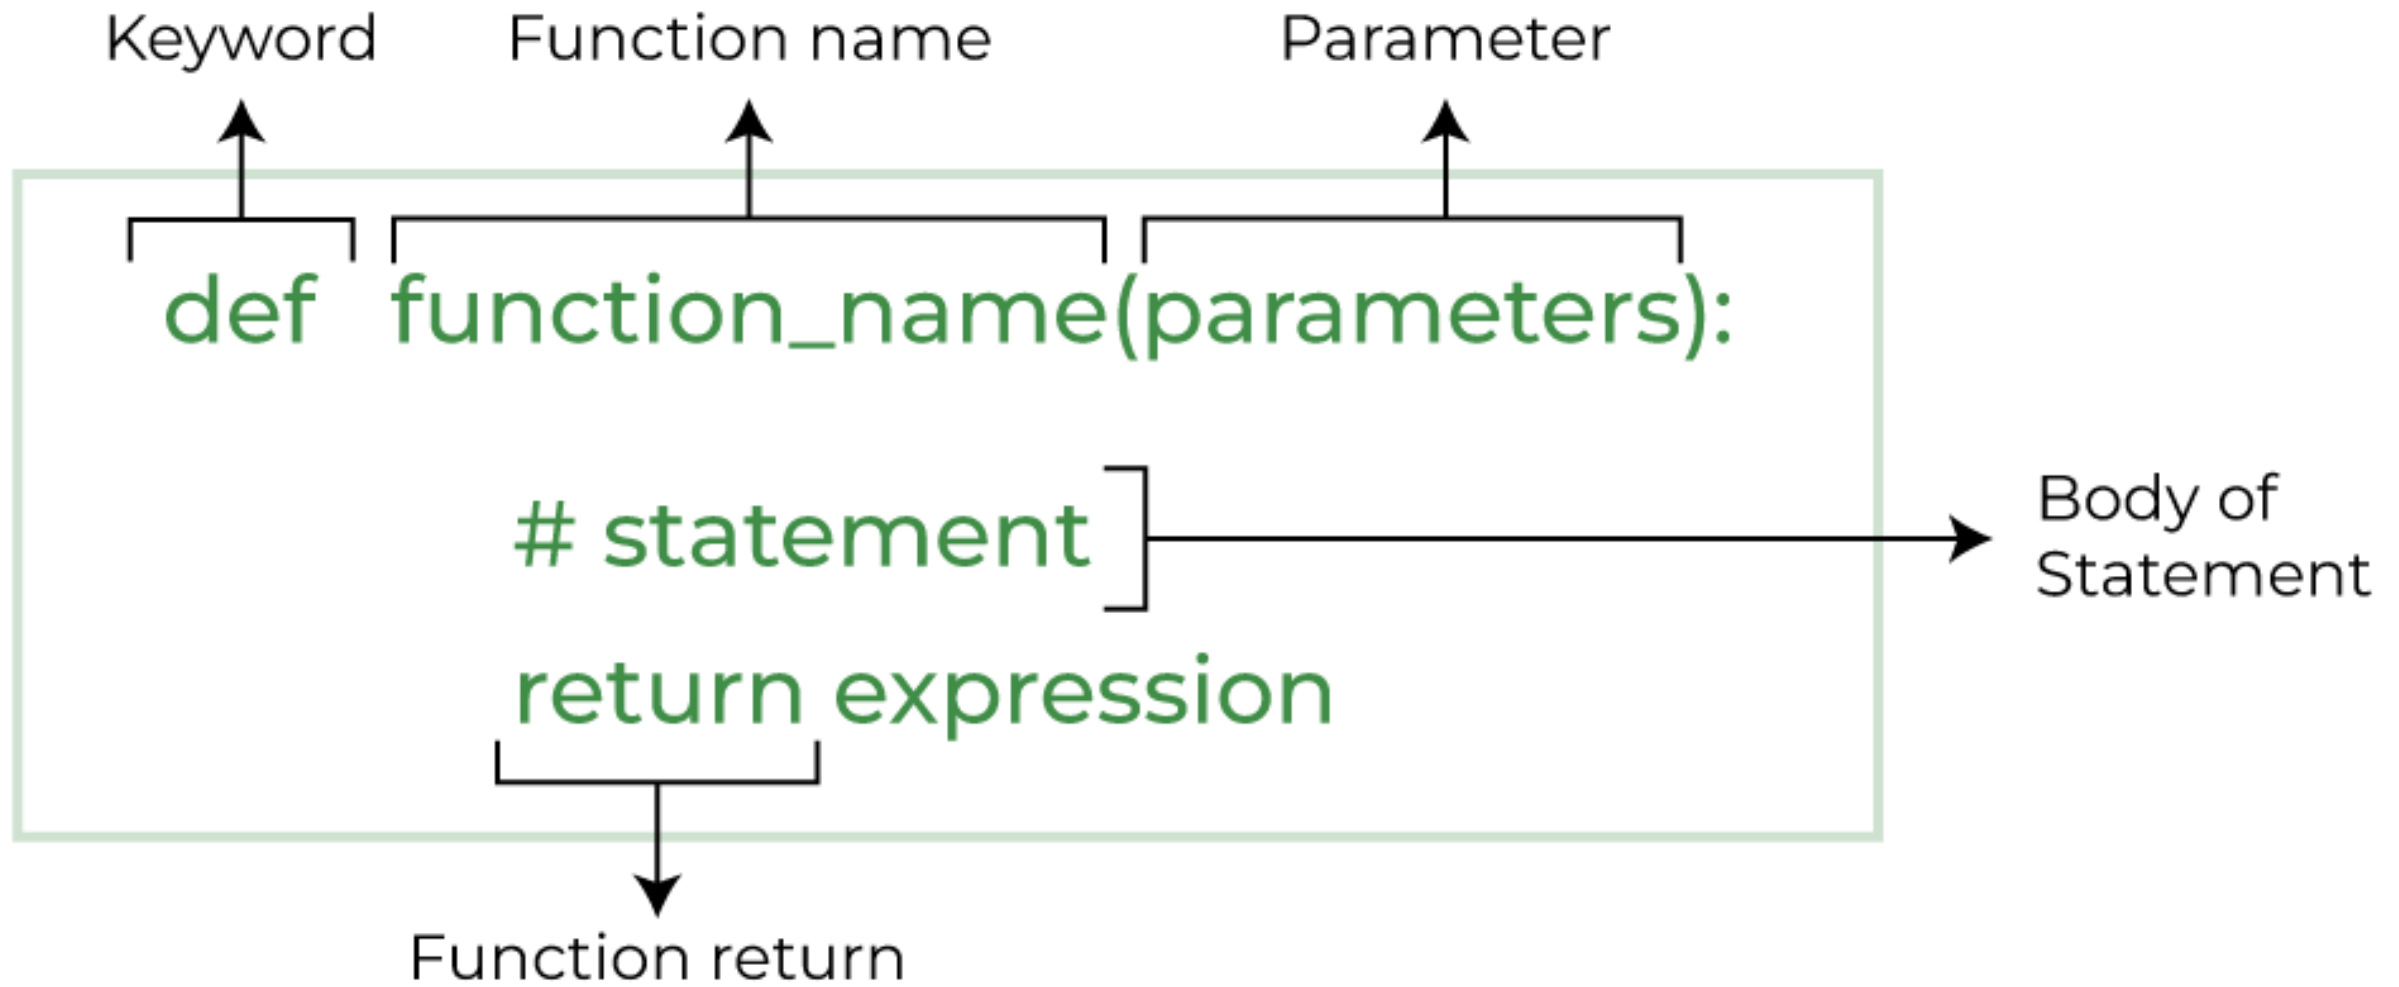 Keyword Function name Parameter
def function_name(parameters):
# statement
Body of
Statement
return expression
Function return